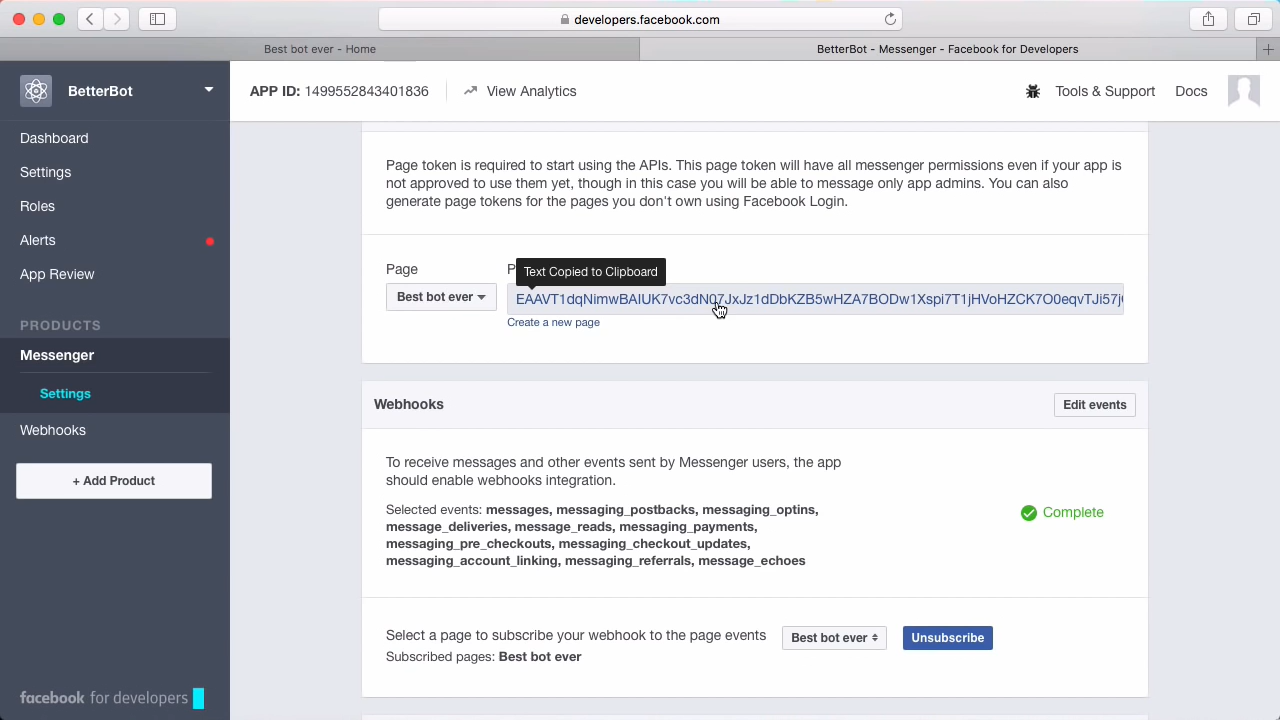 developers.facebook.com
Best bot ever - Home
BetterBot - Messenger - Facebook for Developers
BetterBot
APP ID: 1499552843401836
View Analytics
Tools & Support
Docs
Dashboard
Settings
Roles
Alerts
App Review
PRODUCTS
Messenger
Settings
Webhooks
+ Add Product
facebook for developers
Page token is required to start using the APIs. This page token will have all messenger permissions even if your app is
not approved to use them yet, though in this case you will be able to message only app admins. You can also
generate page tokens for the pages you don't own using Facebook Login.
Page
P
Text Copied to Clipboard
Best bot ever
Create a new page
Webhooks
Edit events
To receive messages and other events sent by Messenger users, the app
should enable webhooks integration.
Selected events: messages, messaging_postbacks, messaging_optins,
message_deliveries, message_reads, messaging_payments,
messaging_pre_checkouts, messaging_checkout_updates,
messaging_account_linking, messaging_referrals, message_echoes
Complete
Select a page to subscribe your webhook to the page events
Best bot ever
Unsubscribe
Subscribed pages: Best bot ever